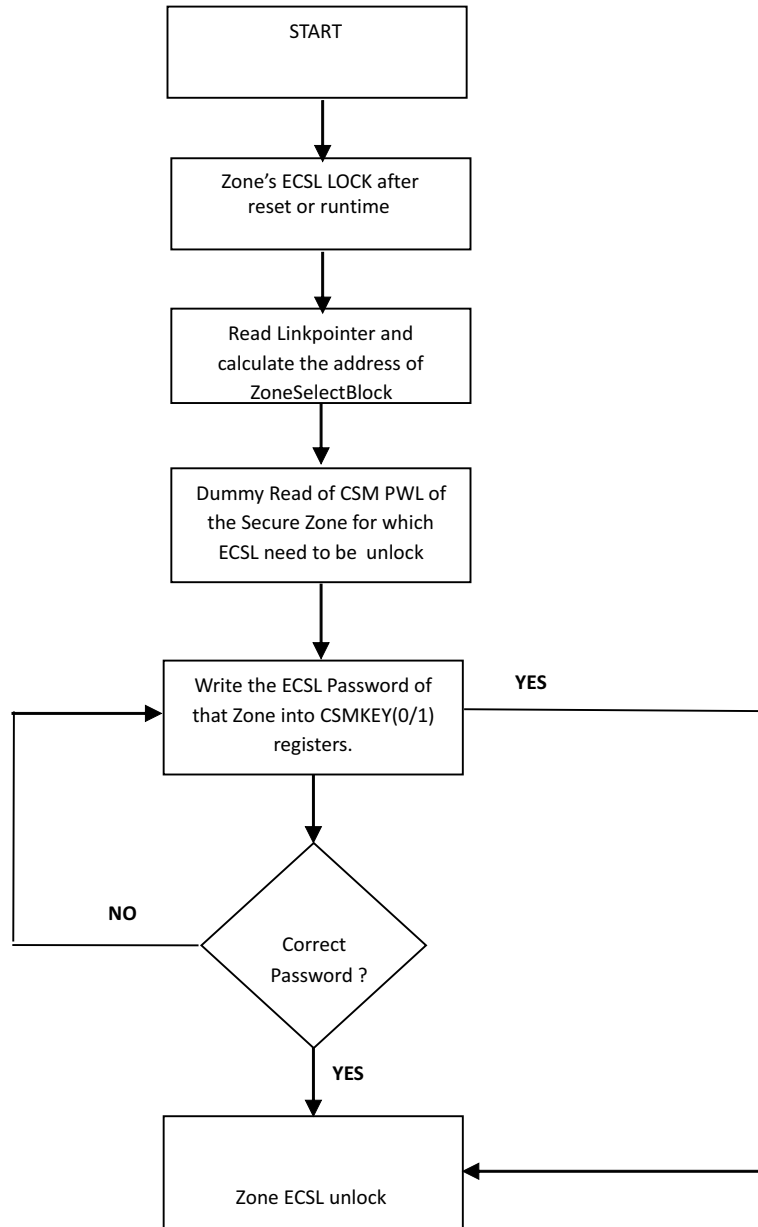 START
Zone’s ECSL LOCK after
reset or runtime
Read Linkpointer and
calculate the address of
ZoneSelectBlock
Dummy Read of CSM PWL of
the Secure Zone for which
ECSL need to be unlock
Write the ECSL Password of
that Zone into CSMKEY(0/1)
registers.
YES
NO
Correct
Password ?
YES
Zone ECSL unlock